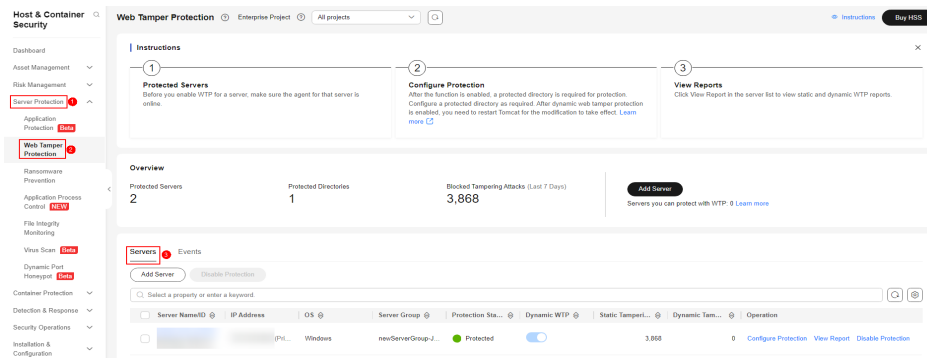 Host & Container Security
Web Tamper Protection
Enterprise Project
All projects
Instructions
Buy HSS
Dashboard
Asset Management
Risk Management
Server Protection
1
Application Protection Beta
Web Tamper Protection
2
Ransomware Prevention
Application Process Control NEW
File Integrity Monitoring
Virus Scan Beta
Dynamic Port Honeypot Beta
Container Protection
Detection & Response
Security Operations
Installation & Configuration
Instructions
1
Protected Servers
Before you enable WTP for a server, make sure the agent for that server is
online.
2
Configure Protection
After the function is enabled, a protected directory is required for protection.
Configure a protected directory as required. After dynamic web tamper protection
is enabled, you need to restart Tomcat for the modification to take effect. Learn
more
3
View Reports
Click View Report in the server list to view static and dynamic WTP reports.
Overview
Protected Servers
2
Protected Directories
1
Blocked Tampering Attacks (Last 7 Days)
3,868
Add Server
Servers you can protect with WTP: 0 Learn more
Servers
3
Events
Add Server
Disable Protection
Select a property or enter a keyword.
Server Name/ID
IP Address
OS
Server Group
Protection Sta...
Dynamic WTP
Static Tamperi...
Dynamic Tam...
Operation
(Pri...
Windows
newServerGroup-J...
Protected
3,868
0
Configure Protection View Report Disable Protection